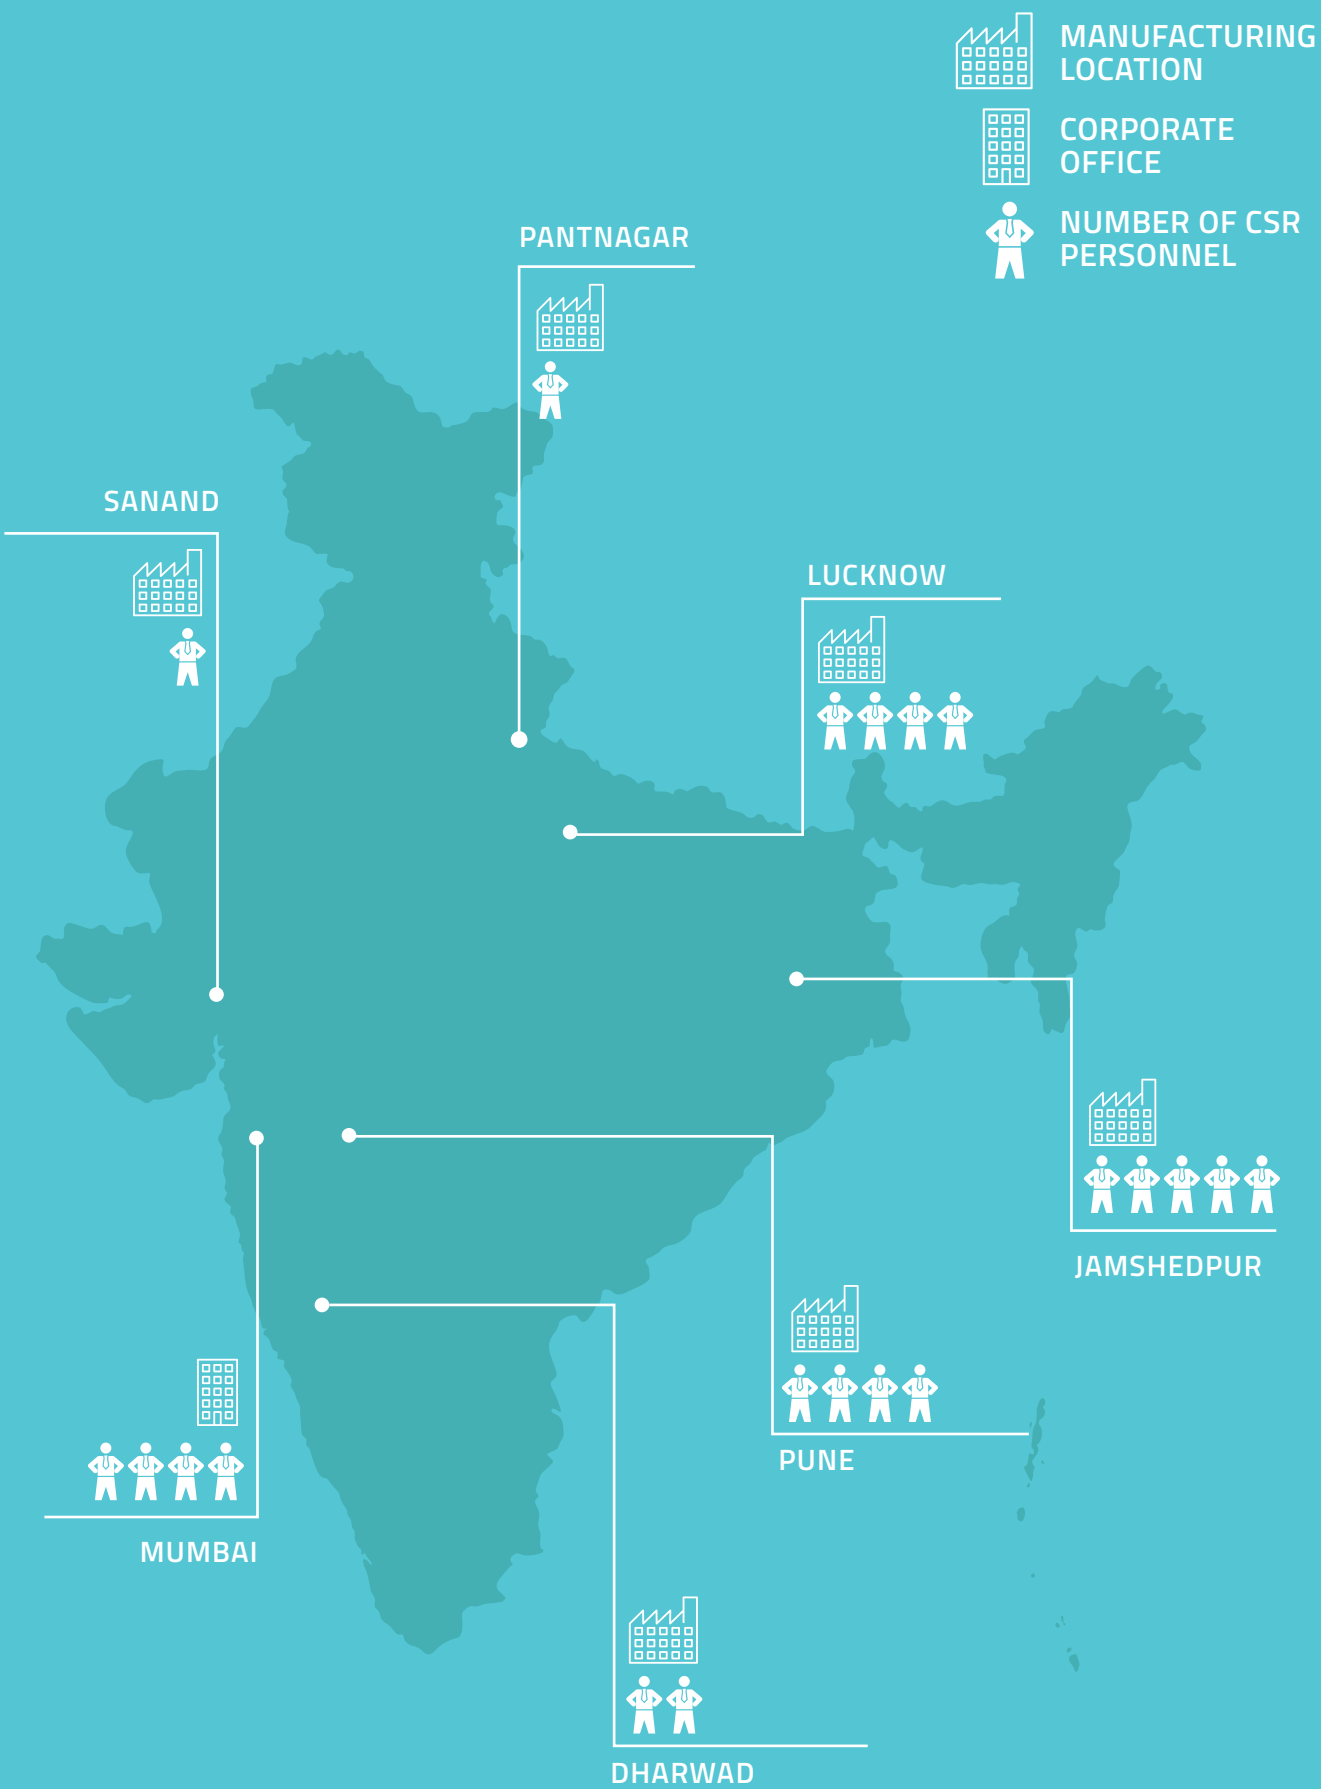 MANUFACTURING
LOCATION
CORPORATE
OFFICE
NUMBER OF CSR
PERSONNEL
PANTNAGAR
SANAND
LUCKNOW
JAMSHEDPUR
PUNE
MUMBAI
DHARWAD